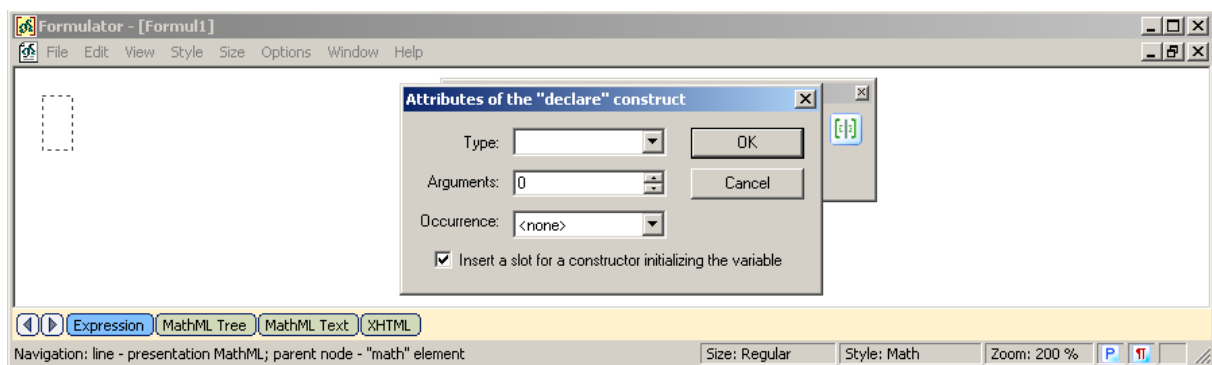 Formulator - [Formul1]
File Edit View Style Size Options Window Help
Attributes of the "declare" construct
Type:
OK
Arguments: 0
Cancel
Occurrence: <none>
Insert a slot for a constructor initializing the variable
Expression MathML Tree MathML Text XHTML
Navigation: line - presentation MathML; parent node - "math" element Size: Regular Style: Math Zoom: 200 % P ¶